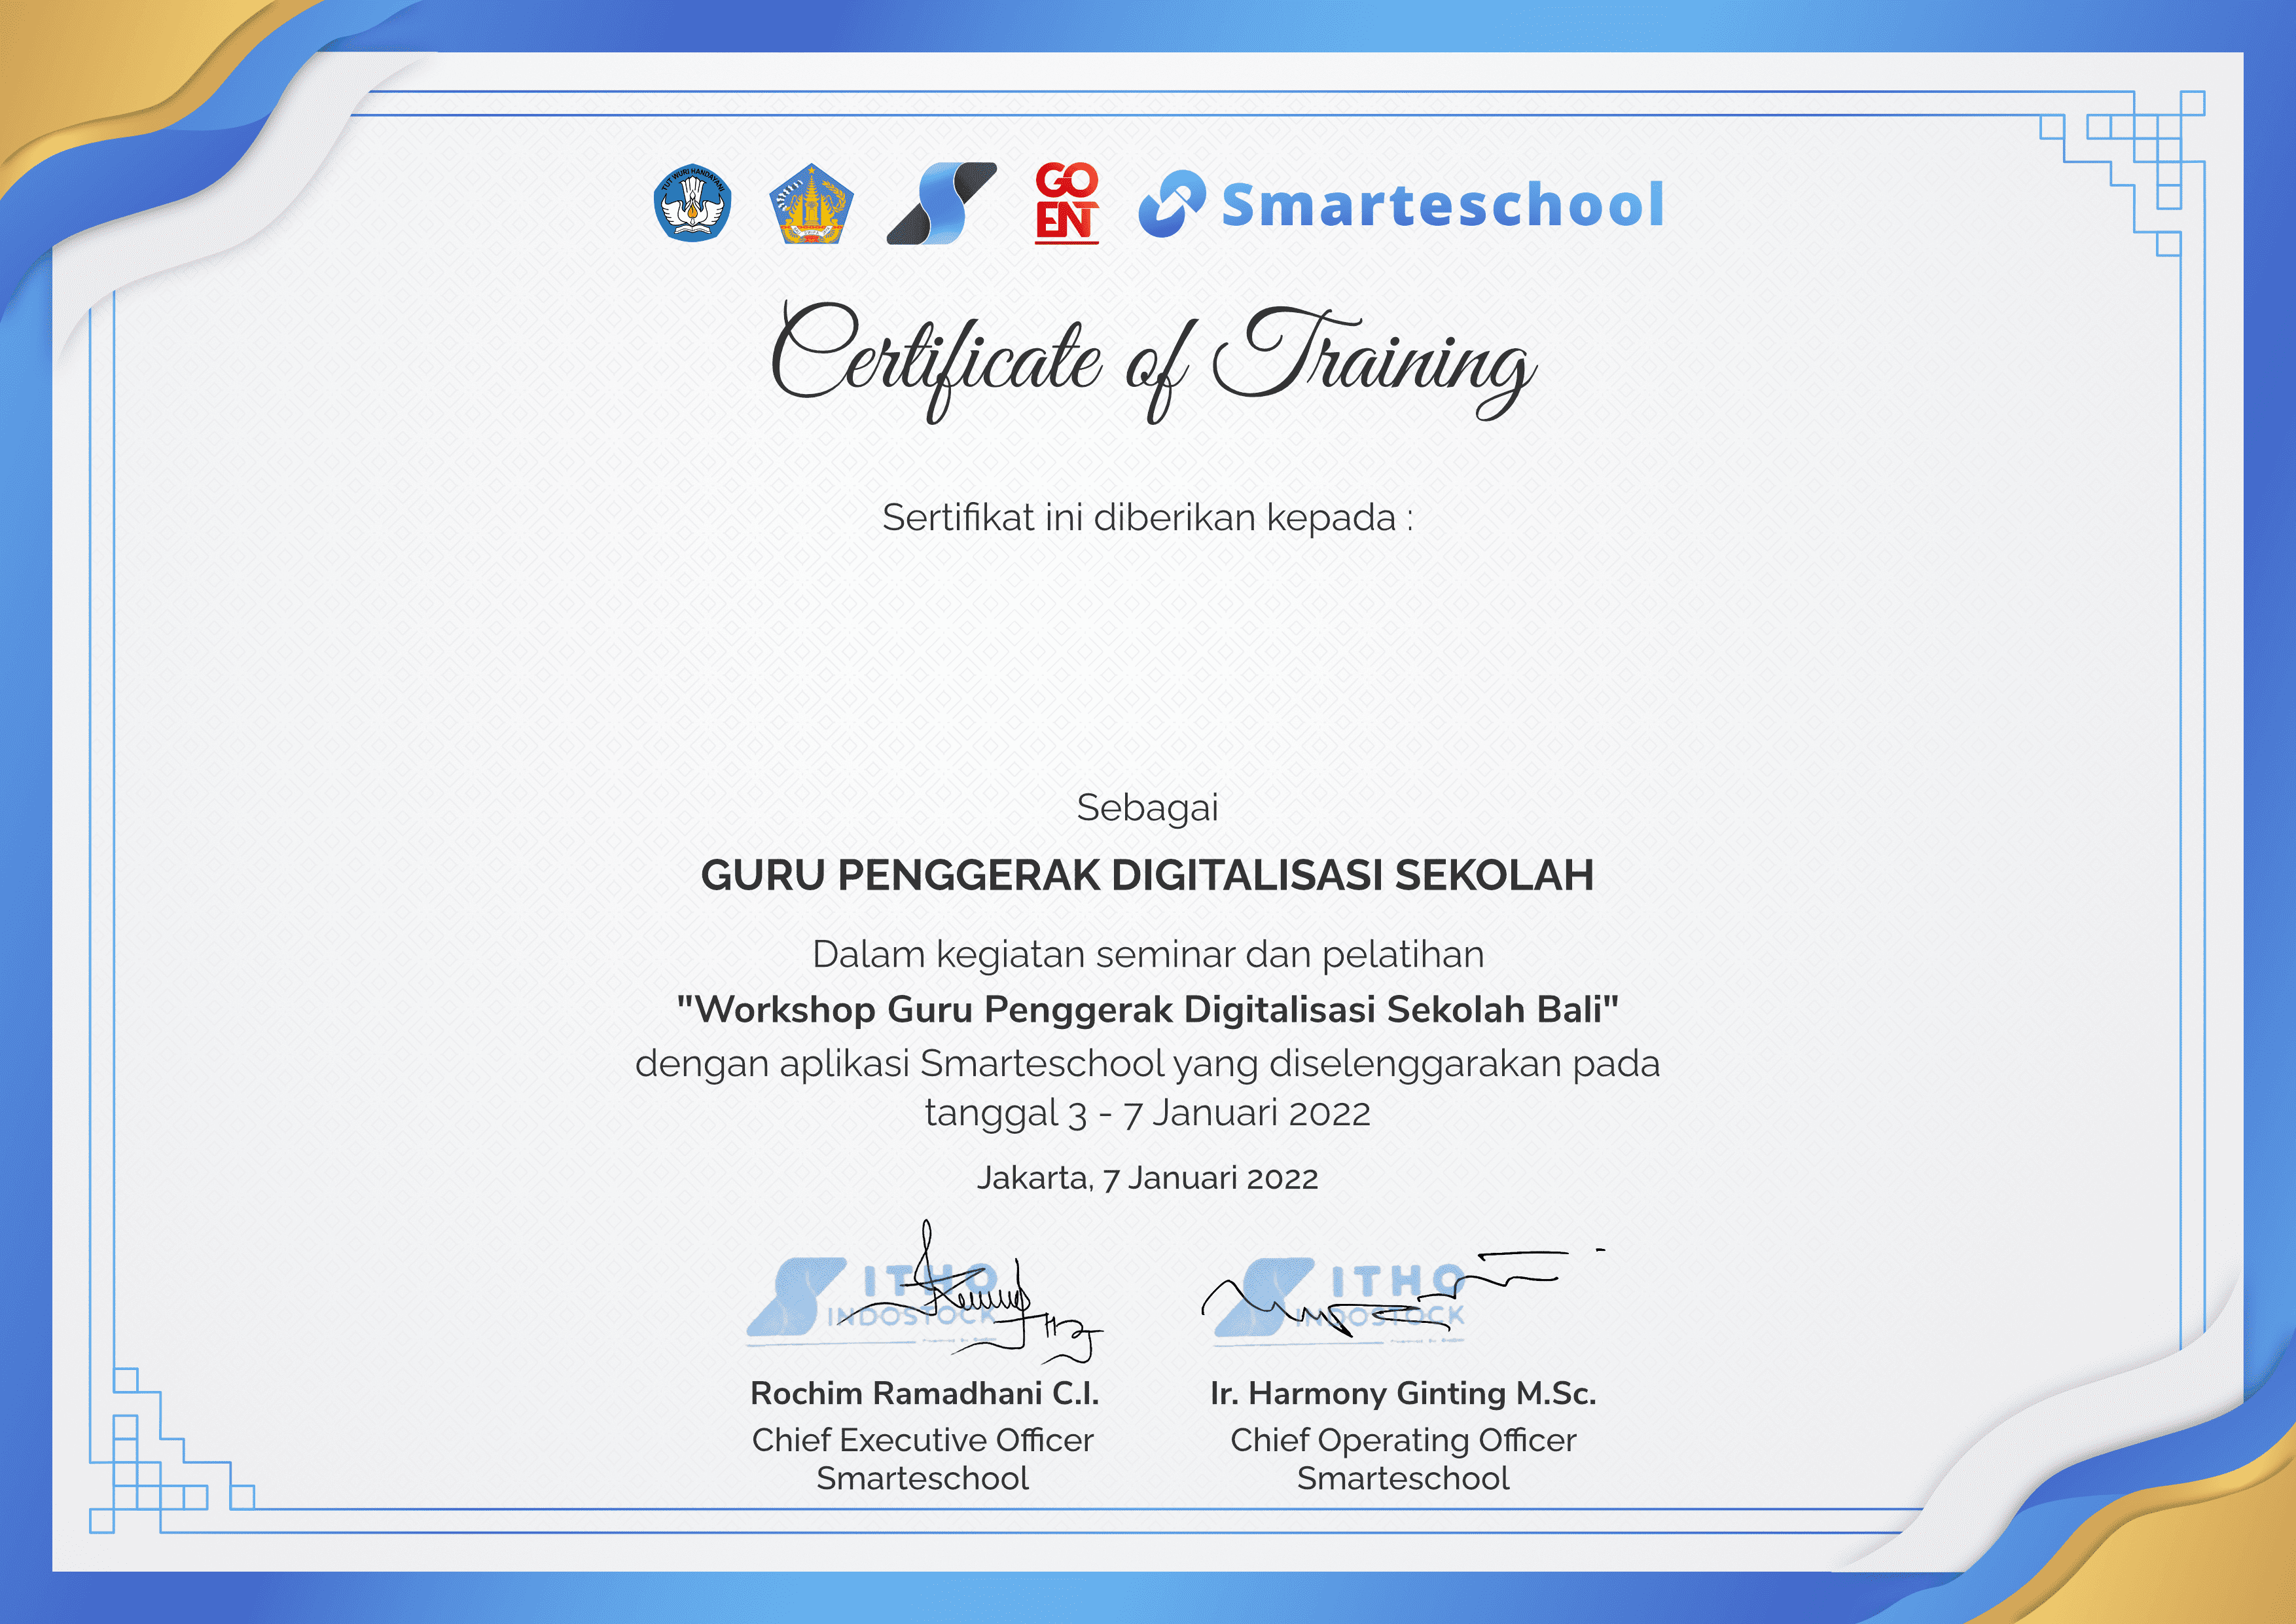 TUT WURI HANDAYANI
GO
ENT
Smarteschool
Certificate of Training
Sertifikat ini diberikan kepada :
Sebagai
GURU PENGGERAK DIGITALISASI SEKOLAH
Dalam kegiatan seminar dan pelatihan
"Workshop Guru Penggerak Digitalisasi Sekolah Bali"
dengan aplikasi Smarteschool yang diselenggarakan pada
tanggal 3 - 7 Januari 2022
Jakarta, 7 Januari 2022
ITHO ITHO
INDOSTOCK INDOSTOCK
Rochim Ramadhani C.I. Ir. Harmony Ginting M.Sc.
Chief Executive Officer Chief Operating Officer
Smarteschool Smarteschool